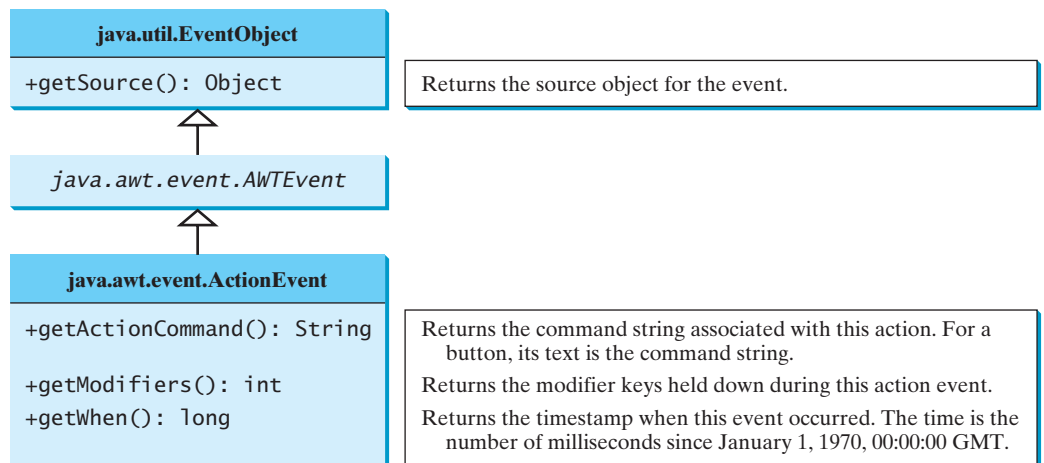 java.util.EventObject
+getSource(): Object
Returns the source object for the event.
java.awt.event.AWTEvent
java.awt.event.ActionEvent
+getActionCommand(): String
Returns the command string associated with this action. For a
button, its text is the command string.
+getModifiers(): int
Returns the modifier keys held down during this action event.
+getWhen(): long
Returns the timestamp when this event occurred. The time is the
number of milliseconds since January 1, 1970, 00:00:00 GMT.